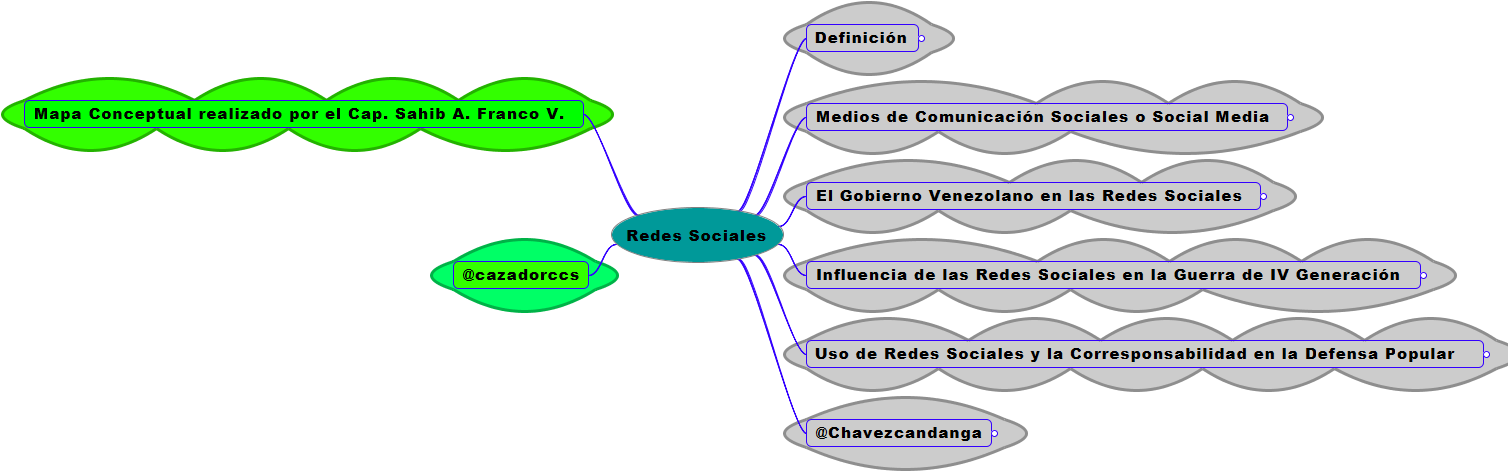 Definición
Mapa Conceptual realizado por el Cap. Sahib A. Franco V.
Medios de Comunicación Sociales o Social Media
El Gobierno Venezolano en las Redes Sociales
Redes Sociales
@cazadorccs
Influencia de las Redes Sociales en la Guerra de IV Generación
Uso de Redes Sociales y la Corresponsabilidad en la Defensa Popular
@Chavezcandanga